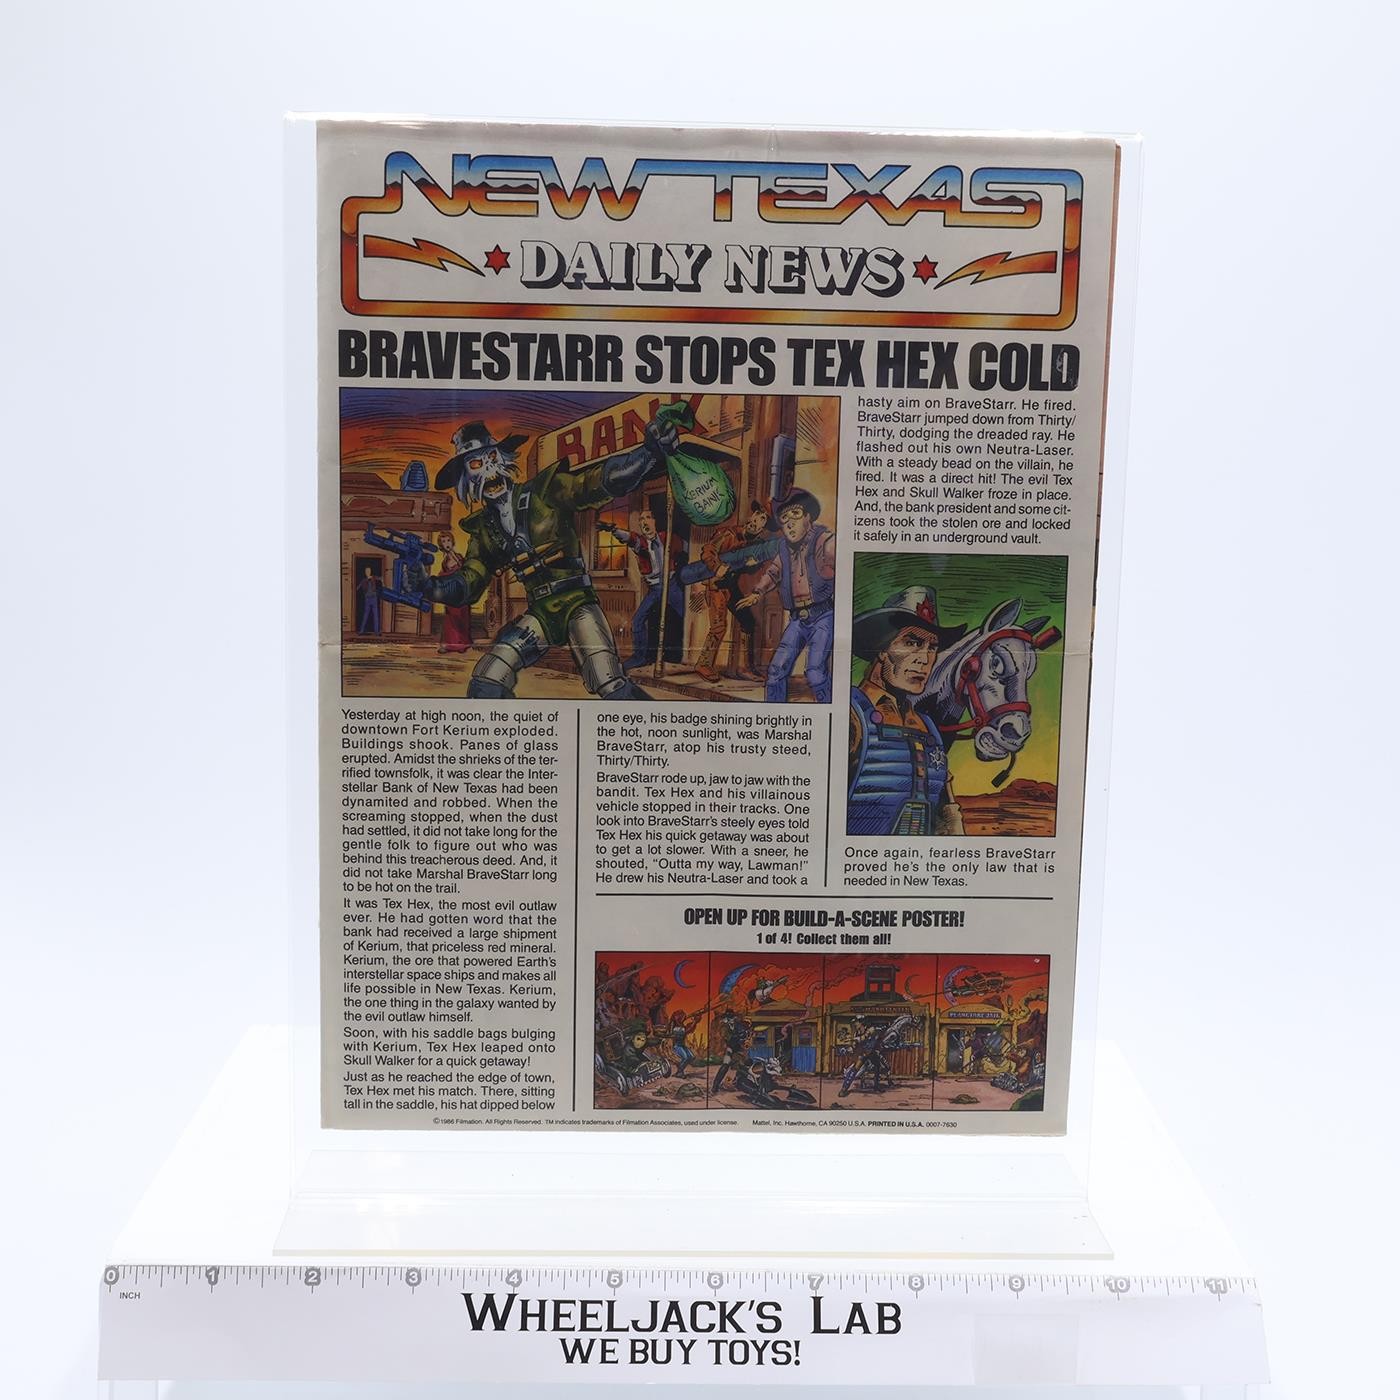 NEW TEXAS
DAILY NEWS
BRAVESTARR STOPS TEX HEX COLD
BANK
KERIUM
BANK
Yesterday at high noon, the quiet of
downtown Fort Kerium exploded.
Buildings shook. Panes of glass
erupted. Amidst the shrieks of the ter-
rified townsfolk, it was clear the Inter-
stellar Bank of New Texas had been
dynamited and robbed. When the
screaming stopped, when the dust
had settled, it did not take long for the
gentle folk to figure out who was
behind this treacherous deed. And, it
did not take Marshal BraveStarr long
to be hot on the trail.
It was Tex Hex, the most evil outlaw
ever. He had gotten word that the
bank had received a large shipment
of Kerium, that priceless red mineral.
Kerium, the ore that powered Earth's
interstellar space ships and makes all
life possible in New Texas. Kerium,
the one thing in the galaxy wanted by
the evil outlaw himself.
Soon, with his saddle bags bulging
with Kerium, Tex Hex leaped onto
Skull Walker for a quick getaway!
Just as he reached the edge of town,
Tex Hex met his match. There, sitting
tall in the saddle, his hat dipped below
one eye, his badge shining brightly in
the hot, noon sunlight, was Marshal
BraveStarr, atop his trusty steed,
Thirty/Thirty.
BraveStarr rode up, jaw to jaw with the
bandit. Tex Hex and his villainous
vehicle stopped in their tracks. One
look into BraveStarr's steely eyes told
Tex Hex his quick getaway was about
to get a lot slower. With a sneer, he
shouted, "Outta my way, Lawman!"
He drew his Neutra-Laser and took a
hasty aim on BraveStarr. He fired.
BraveStarr jumped down from Thirty/
Thirty, dodging the dreaded ray. He
flashed out his own Neutra-Laser.
With a steady bead on the villain, he
fired. It was a direct hit! The evil Tex
Hex and Skull Walker froze in place.
And, the bank president and some cit-
izens took the stolen ore and locked
it safely in an underground vault.
Once again, fearless BraveStarr
proved he's the only law that is
needed in New Texas.
OPEN UP FOR BUILD-A-SCENE POSTER!
1 of 4! Collect them all!
PLANETARY JAIL
©1986 Filmation. All Rights Reserved. TM indicates trademarks of Filmation Associates, used under license. Mattel, Inc. Hawthorne, CA 90250 U.S.A. PRINTED IN U.S.A. 0007-7630
0 1 2 3 4 5 6 7 8 9 10 11
INCH
WHEELJACK'S LAB
WE BUY TOYS!